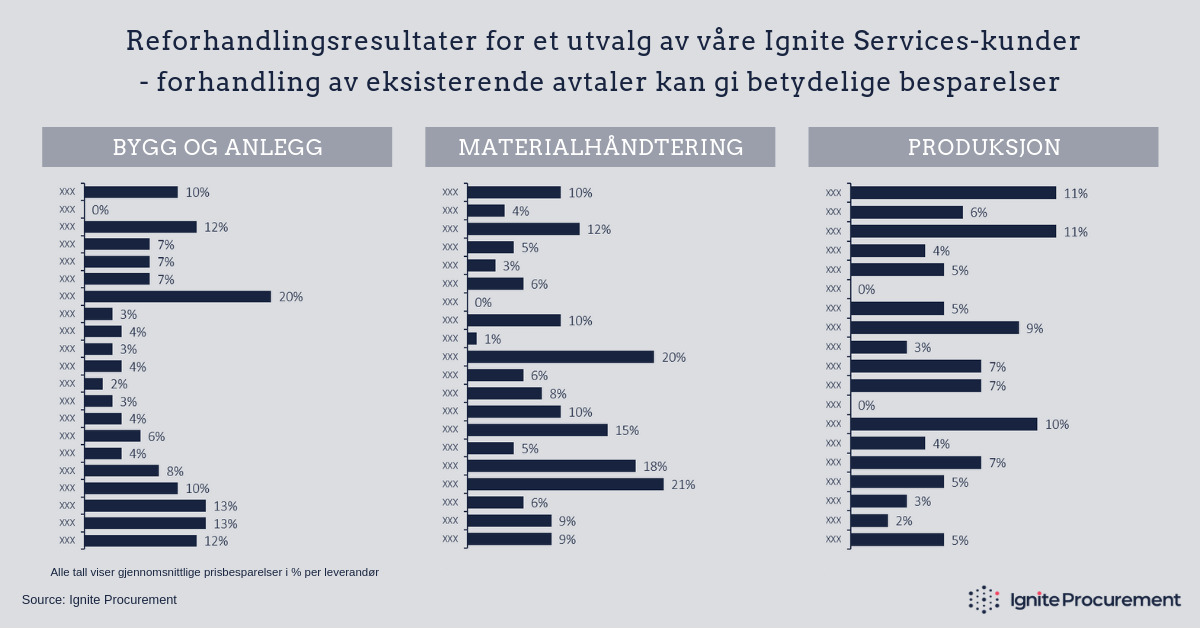 Reforhandlingsresultater for et utvalg av våre Ignite Services-kunder
- forhandling av eksisterende avtaler kan gi betydelige besparelser
BYGG OG ANLEGG
xxx 10%
xxx 0%
xxx 12%
xxx 7%
xxx 7%
xxx 7%
xxx 20%
xxx 3%
xxx 4%
xxx 3%
xxx 4%
xxx 2%
xxx 3%
xxx 4%
xxx 6%
xxx 4%
xxx 8%
xxx 10%
xxx 13%
xxx 13%
xxx 12%
MATERIALHÅNDTERING
xxx 10%
xxx 4%
xxx 12%
xxx 5%
xxx 3%
xxx 6%
xxx 0%
xxx 10%
xxx 1%
xxx 20%
xxx 6%
xxx 8%
xxx 10%
xxx 15%
xxx 5%
xxx 18%
xxx 21%
xxx 6%
xxx 9%
xxx 9%
PRODUKSJON
xxx 11%
xxx 6%
xxx 11%
xxx 4%
xxx 5%
xxx 0%
xxx 5%
xxx 9%
xxx 3%
xxx 7%
xxx 7%
xxx 0%
xxx 10%
xxx 4%
xxx 7%
xxx 5%
xxx 3%
xxx 2%
xxx 5%
Alle tall viser gjennomsnittlige prisbesparelser i % per leverandør
Source: Ignite Procurement
Ignite Procurement